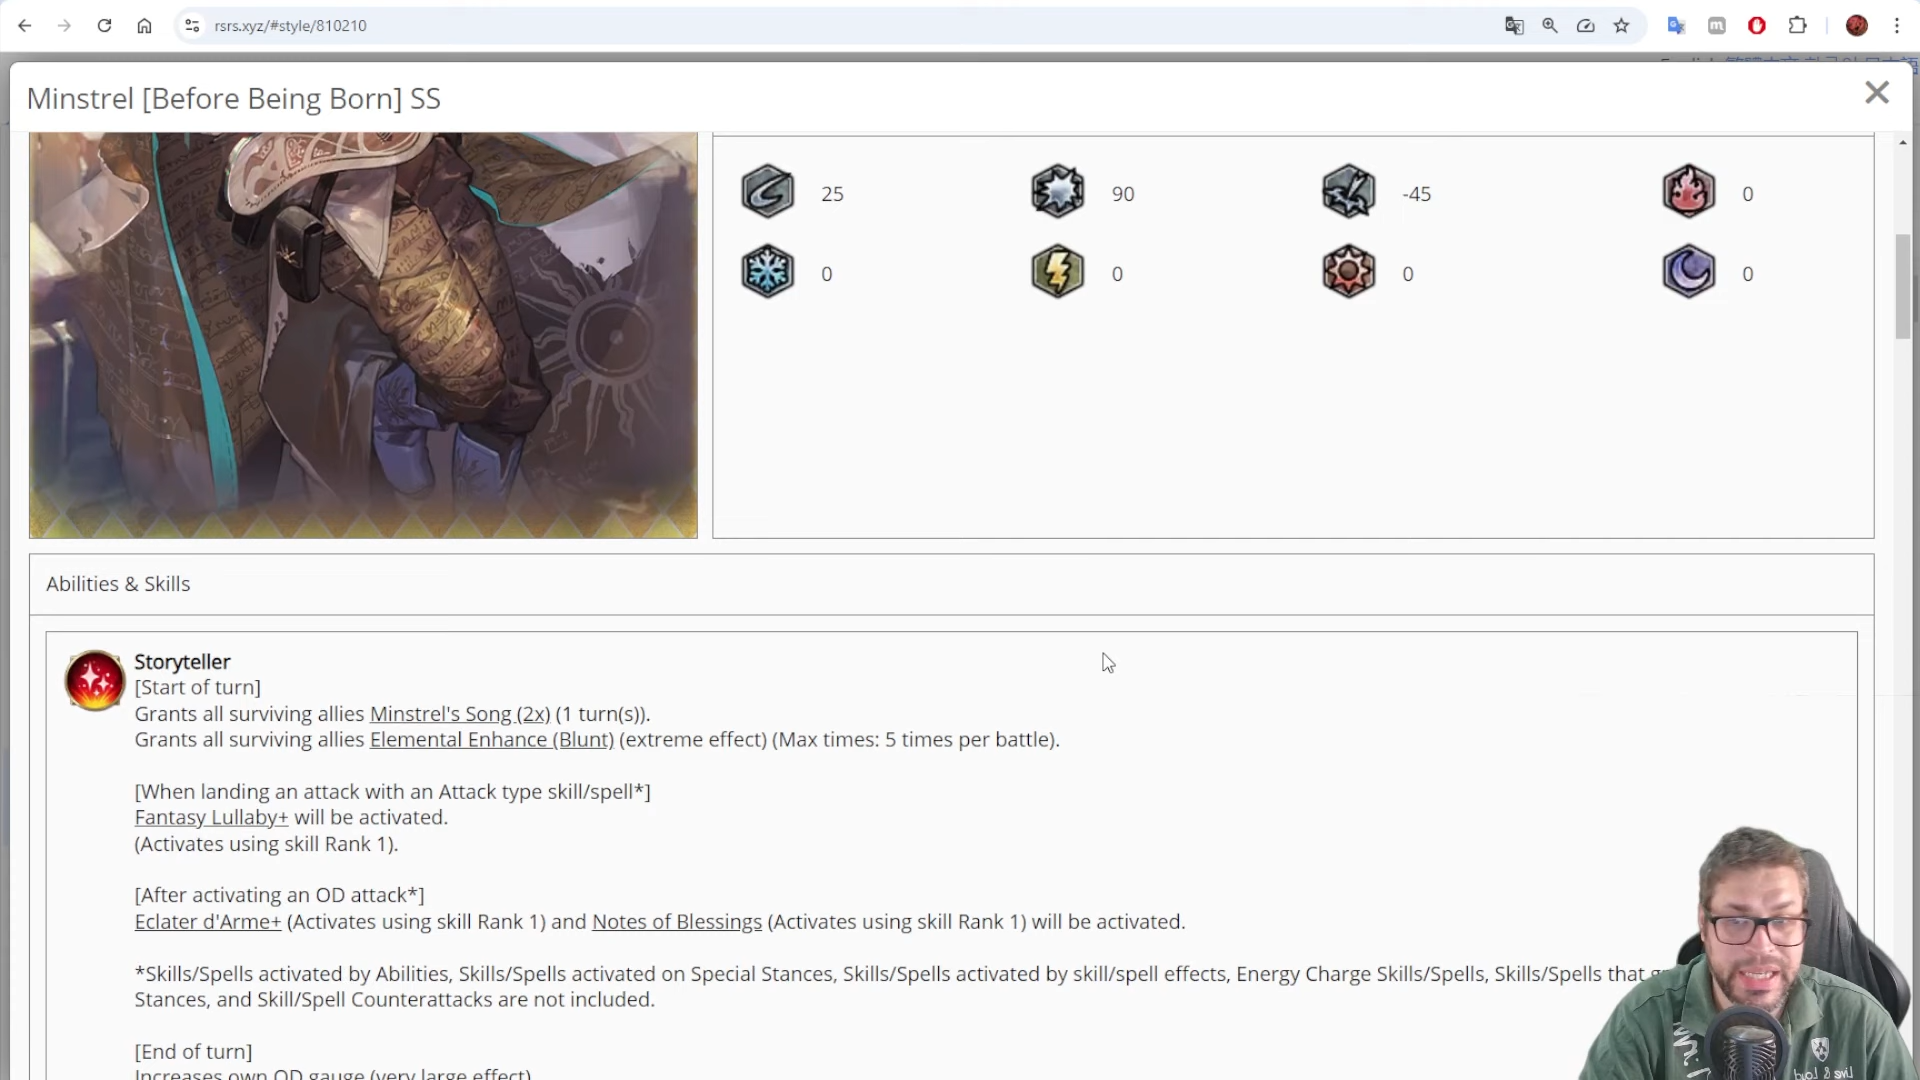 rsrs.xyz/#style/810210
Minstrel [Before Being Born] SS
25
90
-45
0
0
0
0
0
Abilities & Skills
Storyteller
[Start of turn]
Grants all surviving allies Minstrel's Song (2x) (1 turn(s)).
Grants all surviving allies Elemental Enhance (Blunt) (extreme effect) (Max times: 5 times per battle).
[When landing an attack with an Attack type skill/spell*]
Fantasy Lullaby+ will be activated.
(Activates using skill Rank 1).
[After activating an OD attack*]
Eclater d'Arme+ (Activates using skill Rank 1) and Notes of Blessings (Activates using skill Rank 1) will be activated.
*Skills/Spells activated by Abilities, Skills/Spells activated on Special Stances, Skills/Spells activated by skill/spell effects, Energy Charge Skills/Spells, Skills/Spells that
Stances, and Skill/Spell Counterattacks are not included.
[End of turn]
Increases own OD gauge (very large effect)